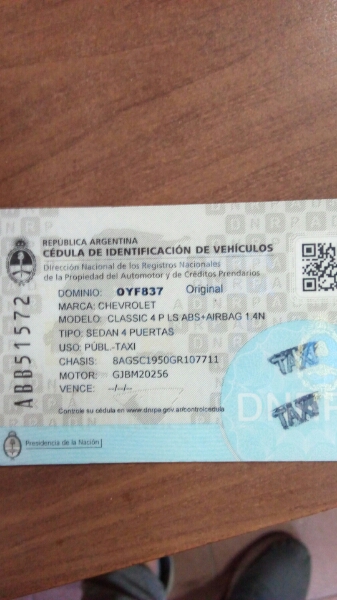 REPUBLICA ARGENTINA
CÉDULA DE IDENTIFICACIÓN DE VEHÍCULOS
Dirección Nacional de los Registros Nacionales
de la Propiedad del Automotor y de Créditos Prendarios
DOMINIO: OYF837 Original
MARCA: CHEVROLET
MODELO: CLASSIC 4 P LS ABS+AIRBAG 1.4N
TIPO: SEDAN 4 PUERTAS
USO: PÚBL-TAXI
CHASIS: 8AGSC1950GR107711
MOTOR: GJBM20256
VENCE: --/--/--
Controle su cédula en www.dnrpa.gov.ar/controlcedula
Presidencia de la Nación
ABB51572
TAXI
TAXI
DNRP